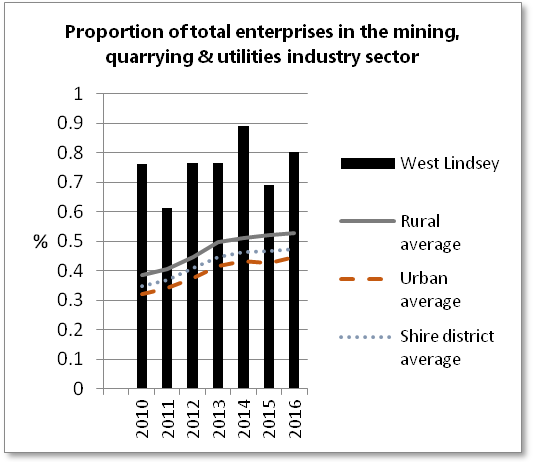 Proportion of total enterprises in the mining,
quarrying & utilities industry sector
1
0.9
0.8
0.7
0.6
0.5
0.4
0.3
0.2
0.1
0
%
2010
2011
2012
2013
2014
2015
2016
West Lindsey
Rural
average
Urban
average
Shire district
average